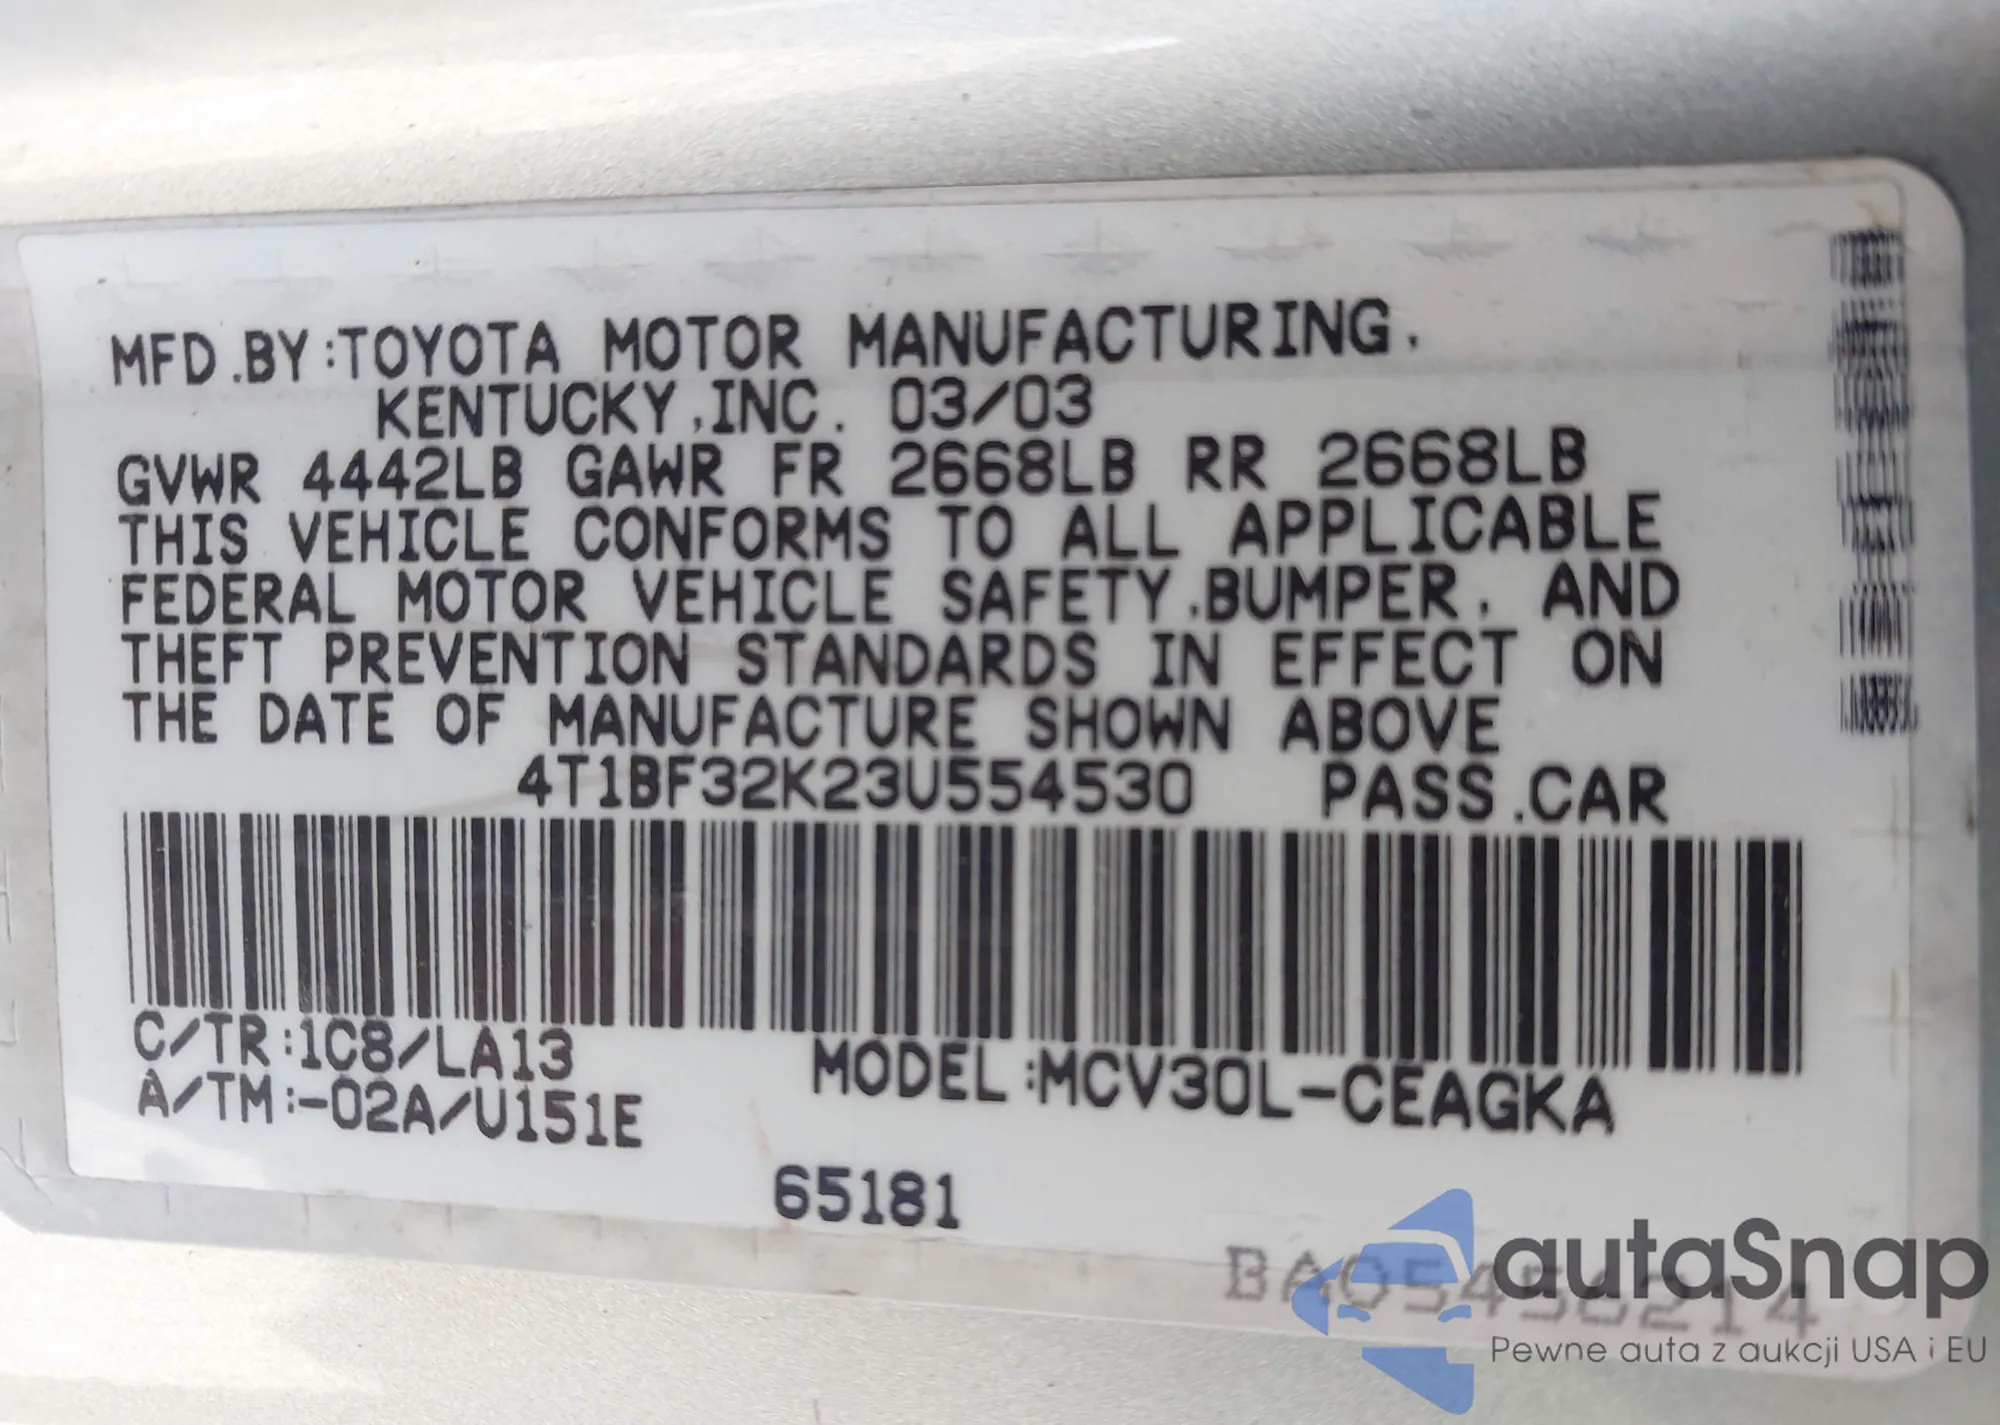 MFD.BY:TOYOTA MOTOR MANUFACTURING,
KENTUCKY,INC. 03/03
GVWR 4442LB GAWR FR 2668LB RR 2668LB
THIS VEHICLE CONFORMS TO ALL APPLICABLE
FEDERAL MOTOR VEHICLE SAFETY,BUMPER, AND
THEFT PREVENTION STANDARDS IN EFFECT ON
THE DATE OF MANUFACTURE SHOWN ABOVE
4T1BF32K23U554530 PASS.CAR
C/TR:1C8/LA13
A/TM:-02A/U151E
MODEL:MCV30L-CEAGKA
65181
BA05456214
autaSnap
Pewne auta z aukcji USA i EU